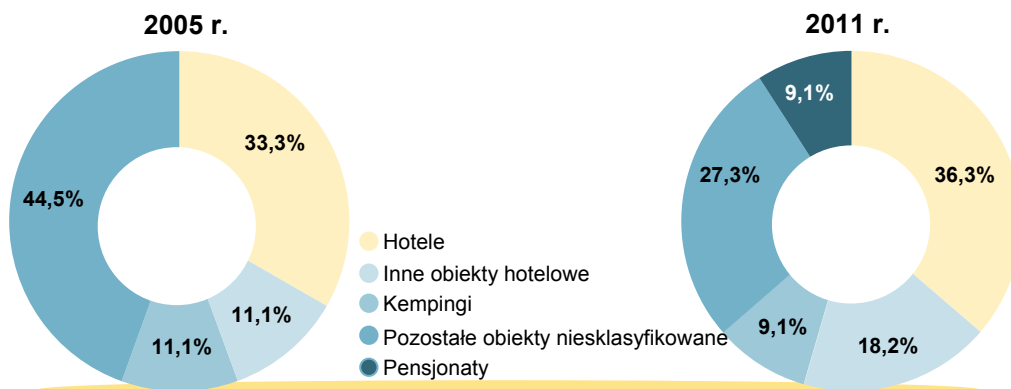 2005 r.
33,3%
44,5%
11,1%
11,1%
Hotele
Inne obiekty hotelowe
Kempingi
Pozostałe obiekty niesklasyfikowane
Pensjonaty
2011 r.
9,1%
36,3%
27,3%
9,1%
18,2%